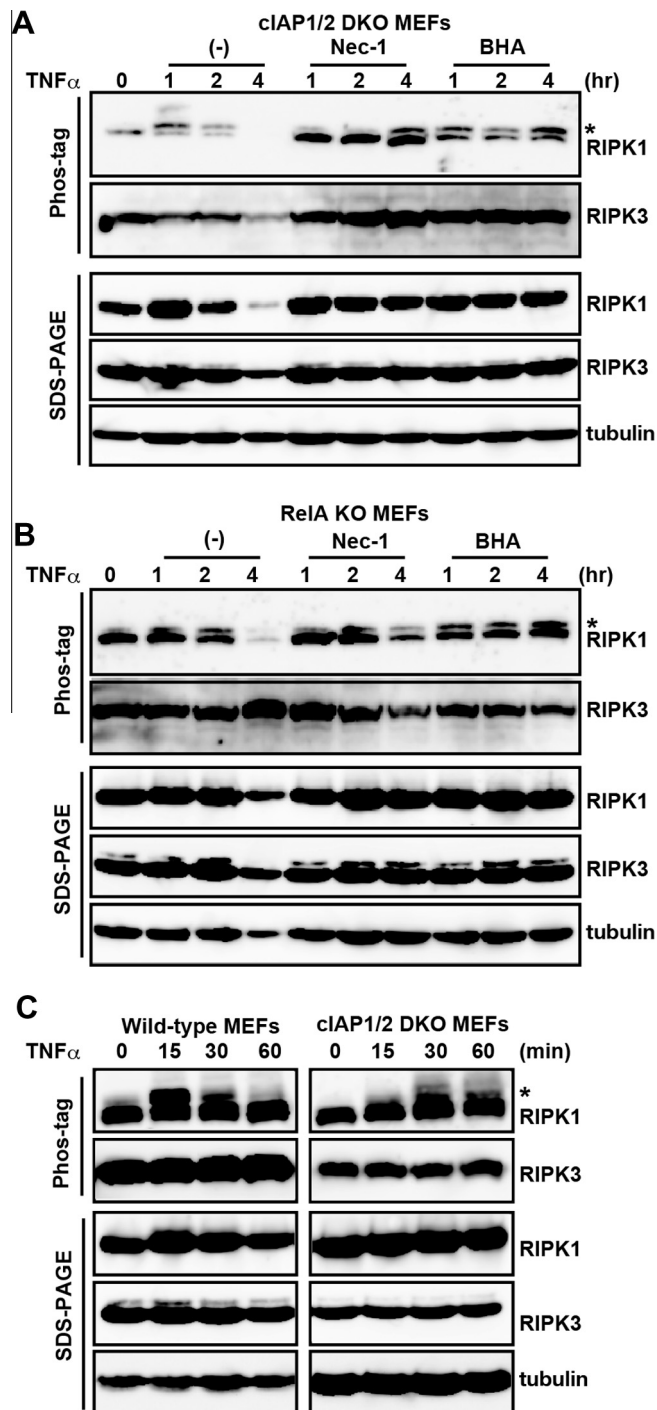 A
cIAP1/2 DKO MEFs
(-) Nec-1 BHA
TNFα 0 1 2 4 1 2 4 1 2 4 (hr)
Phos-tag
*
RIPK1
RIPK3
SDS-PAGE
RIPK1
RIPK3
tubulin
B
RelA KO MEFs
(-) Nec-1 BHA
TNFα 0 1 2 4 1 2 4 1 2 4 (hr)
Phos-tag
*
RIPK1
RIPK3
SDS-PAGE
RIPK1
RIPK3
tubulin
C
Wild-type MEFs cIAP1/2 DKO MEFs
TNFα 0 15 30 60 0 15 30 60 (min)
Phos-tag
*
RIPK1
RIPK3
SDS-PAGE
RIPK1
RIPK3
tubulin